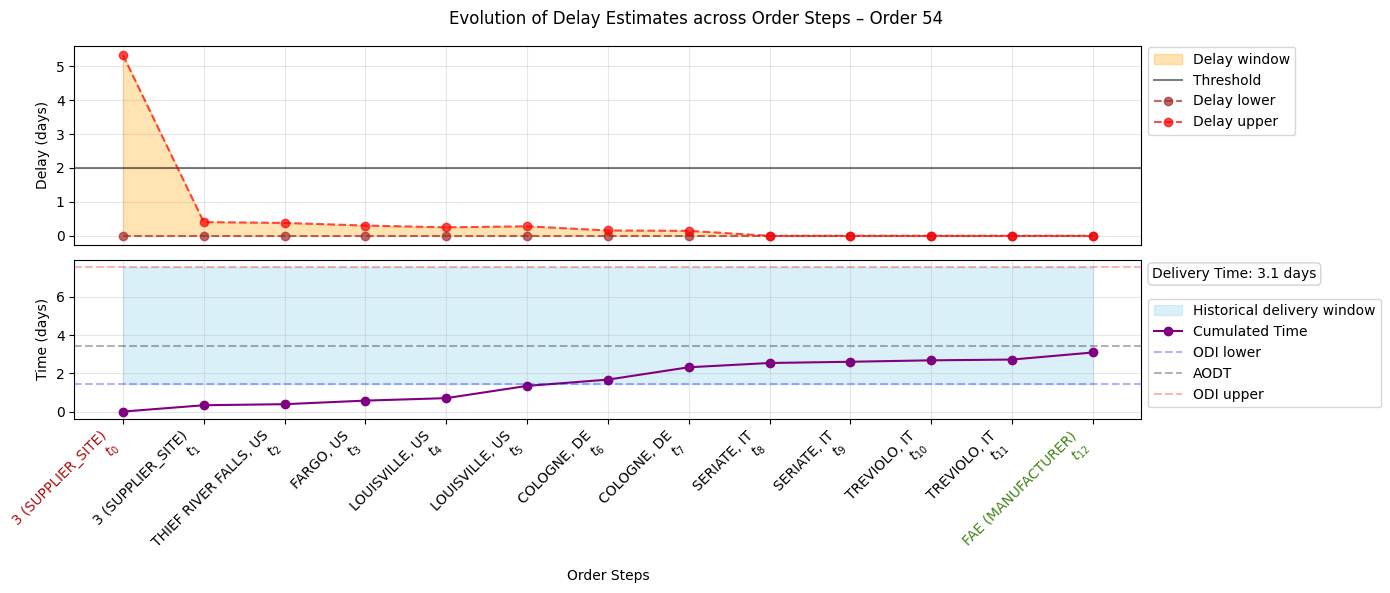 Evolution of Delay Estimates across Order Steps – Order 54
Delay (days)
5
4
3
2
1
0
Delay window
Threshold
Delay lower
Delay upper
Time (days)
6
4
2
0
Delivery Time: 3.1 days
Historical delivery window
Cumulated Time
ODI lower
AODT
ODI upper
3 (SUPPLIER_SITE)
t0
3 (SUPPLIER_SITE)
t1
THIEF RIVER FALLS, US
t2
FARGO, US
t3
LOUISVILLE, US
t4
LOUISVILLE, US
t5
COLOGNE, DE
t6
COLOGNE, DE
t7
SERIATE, IT
t8
SERIATE, IT
t9
TREVIOLO, IT
t10
TREVIOLO, IT
t11
FAE (MANUFACTURER)
t12
Order Steps